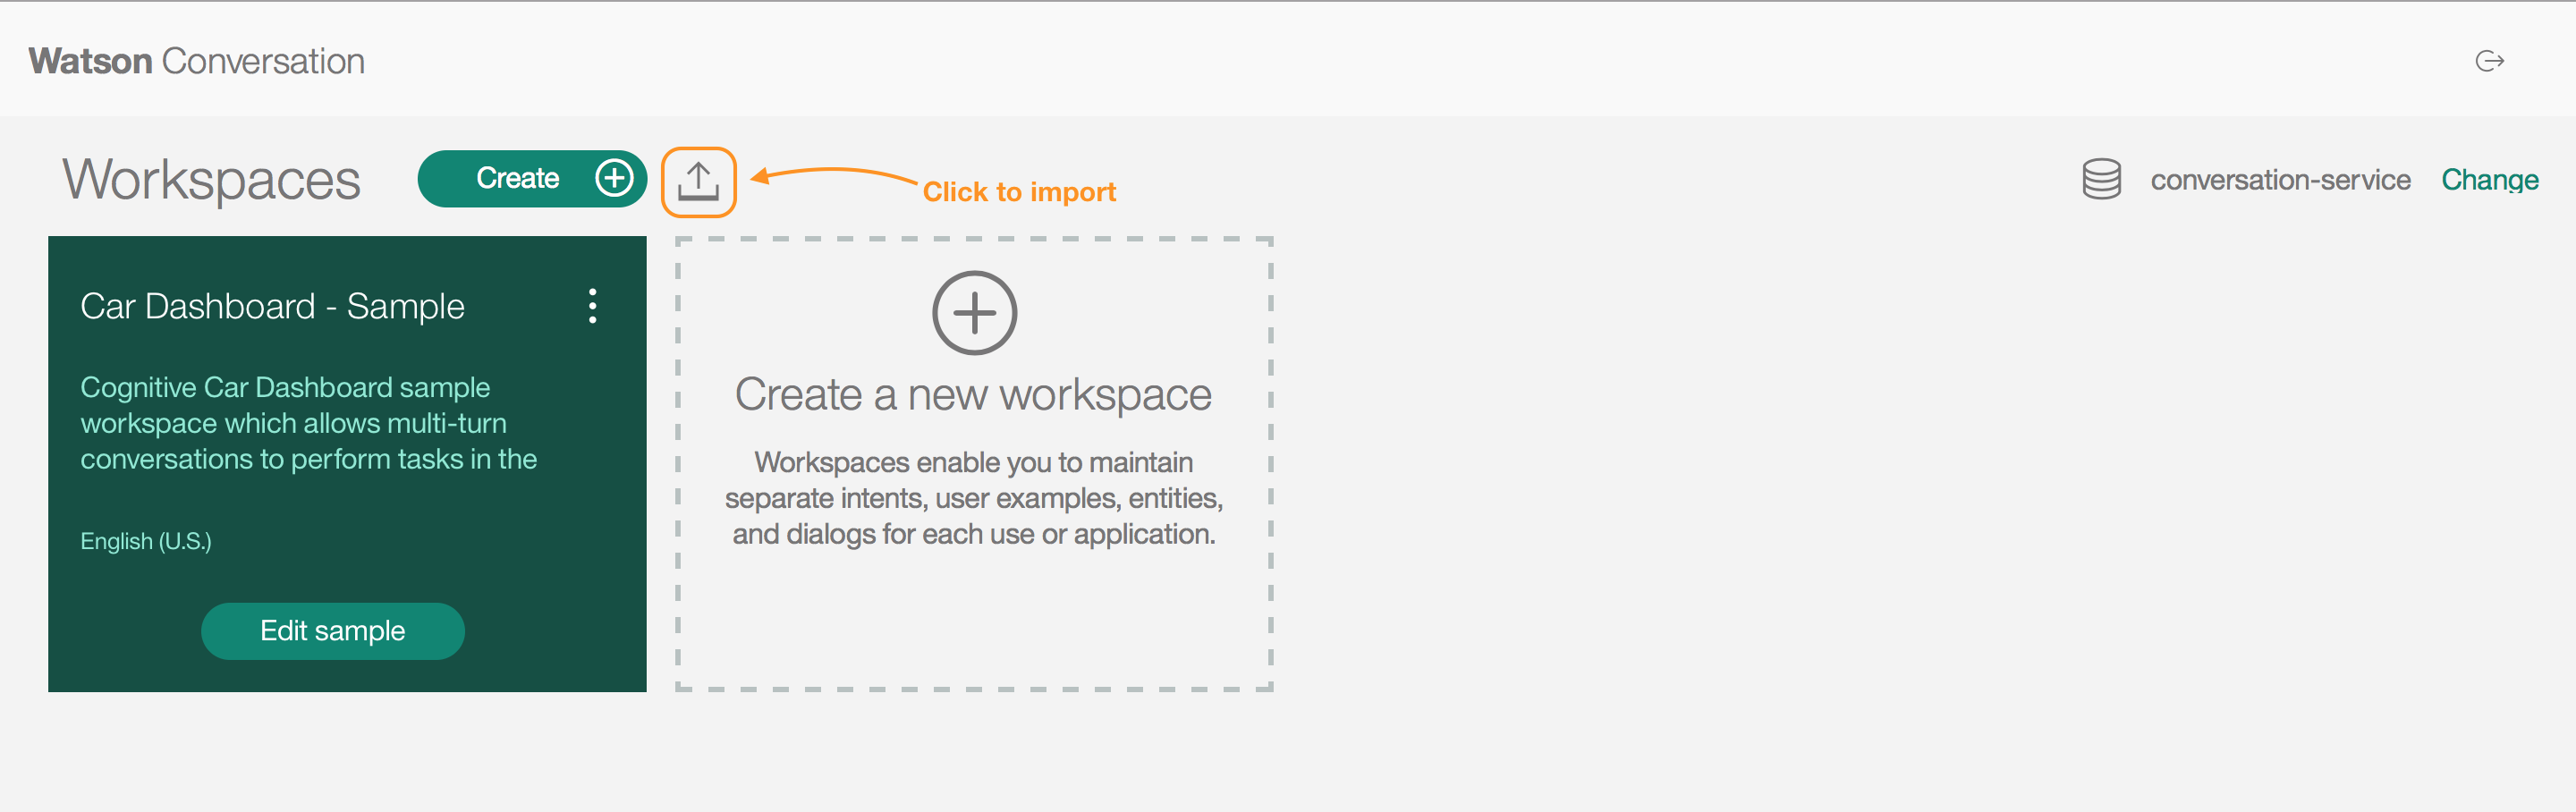 Watson Conversation
Workspaces
Create
Click to import
conversation-service
Change
Car Dashboard - Sample
Cognitive Car Dashboard sample
workspace which allows multi-turn
conversations to perform tasks in the
English (U.S.)
Edit sample
Create a new workspace
Workspaces enable you to maintain
separate intents, user examples, entities,
and dialogs for each use or application.